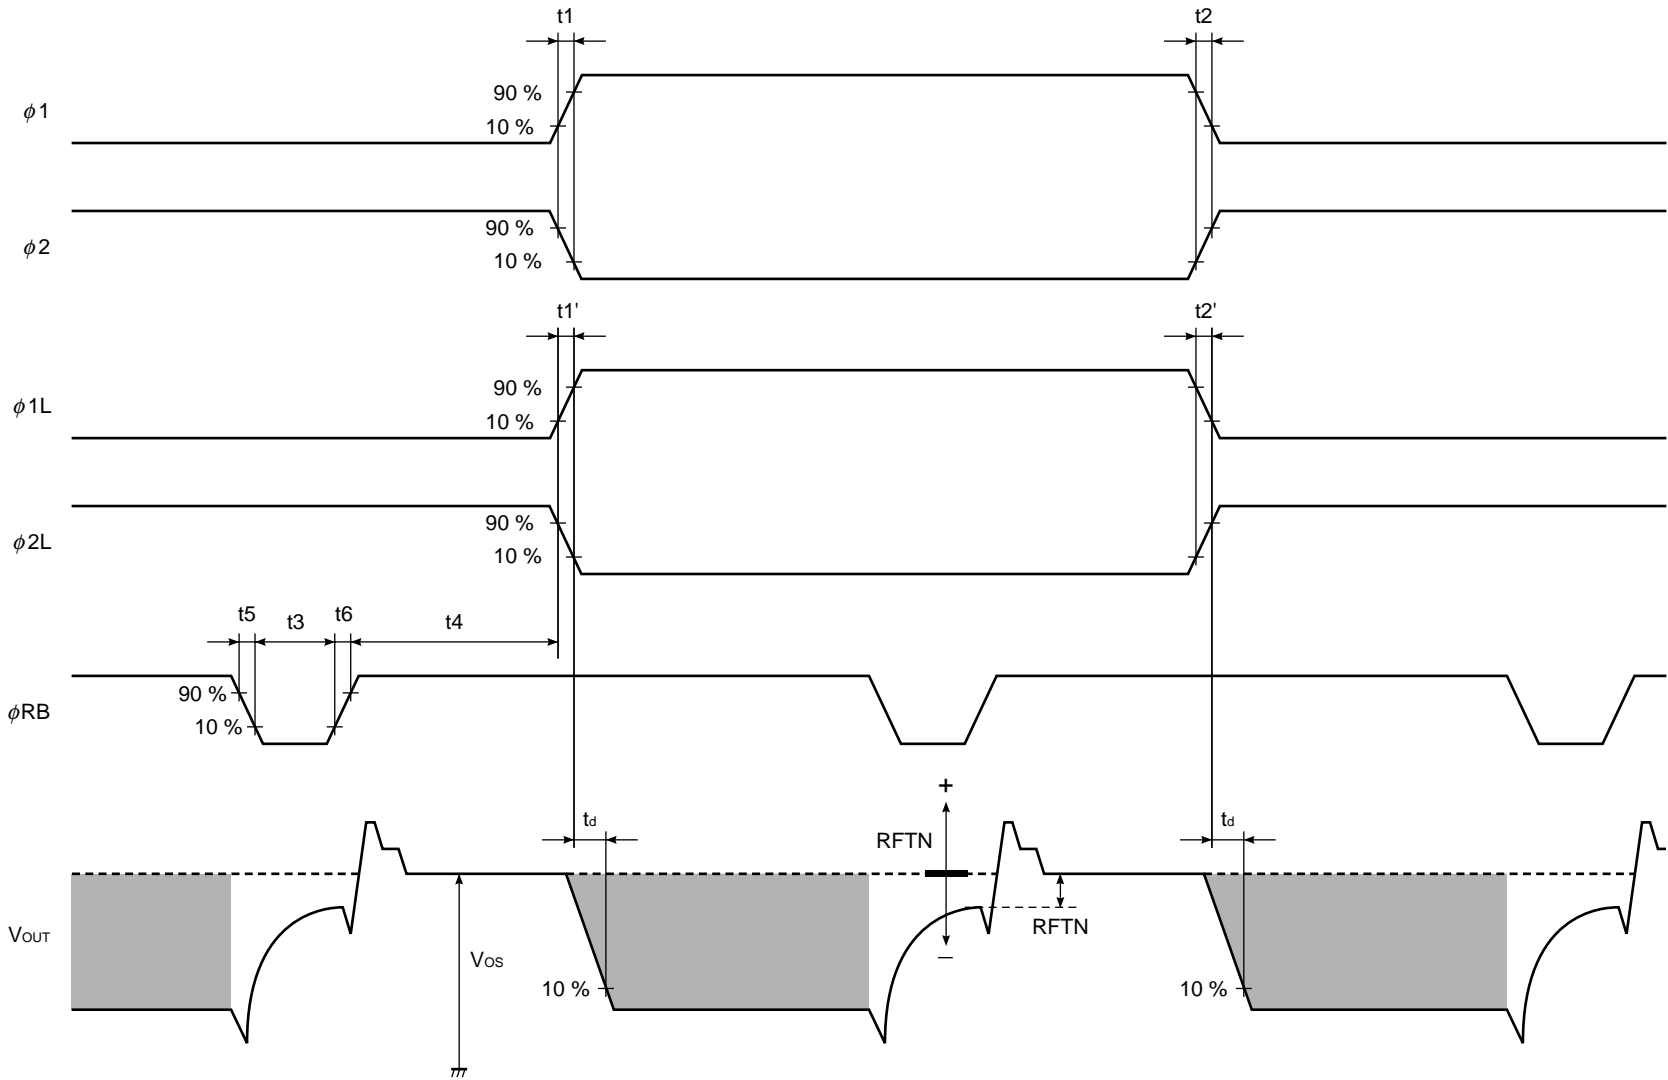 t1 t2
ϕ1 90 % 10 %
ϕ2 90 % 10 %
t1' t2'
ϕ1L 90 % 10 %
ϕ2L 90 % 10 %
t5 t3 t6 t4
ϕRB 90 % 10 %
+
td RFTN td
VOUT RFTN
VOS −
10 % 10 %